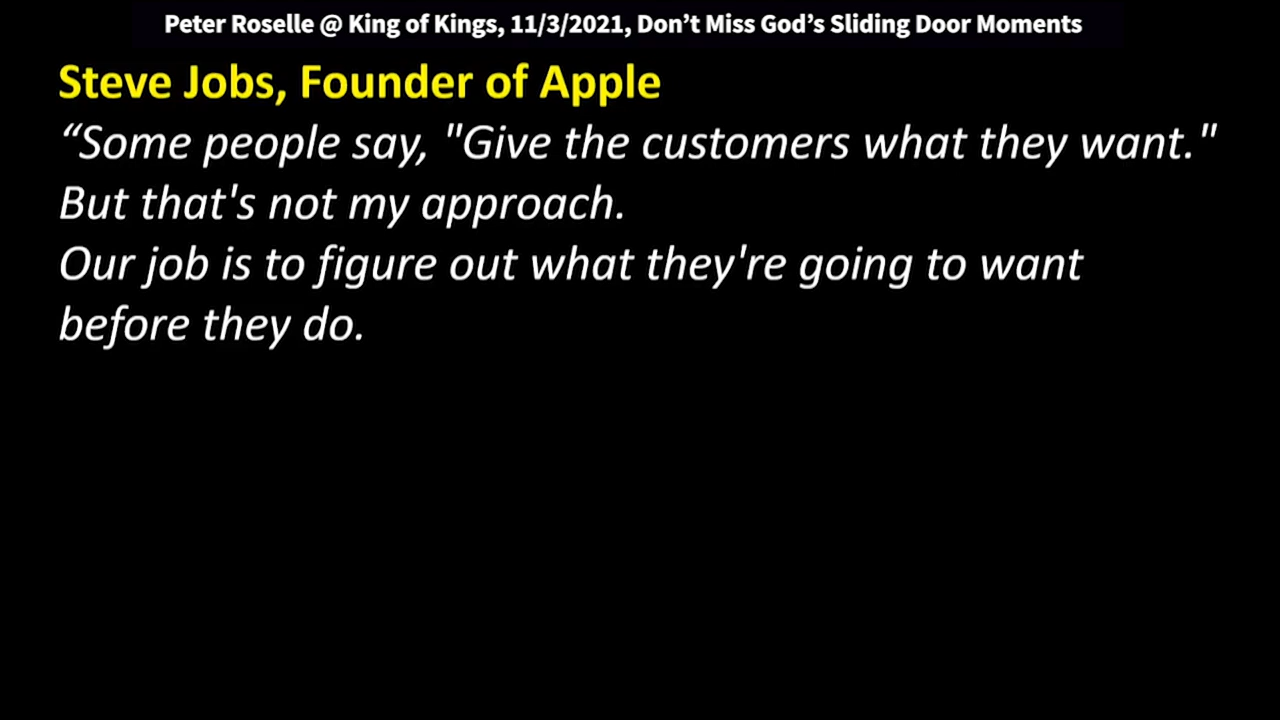 Peter Roselle @ King of Kings, 11/3/2021, Don’t Miss God’s Sliding Door Moments
Steve Jobs, Founder of Apple
“Some people say, "Give the customers what they want."
But that's not my approach.
Our job is to figure out what they're going to want
before they do.